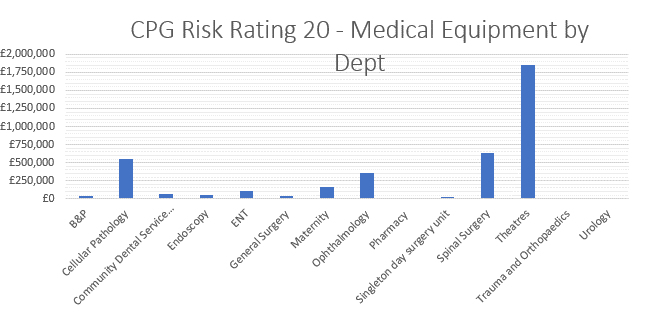 CPG Risk Rating 20 - Medical Equipment by
Dept
£2,000,000
£1,750,000
£1,500,000
£1,250,000
£1,000,000
£750,000
£500,000
£250,000
£0
B&P
Cellular Pathology
Community Dental Service...
Endoscopy
ENT
General Surgery
Maternity
Ophthalmology
Pharmacy
Singleton day surgery unit
Spinal Surgery
Theatres
Trauma and Orthopaedics
Urology